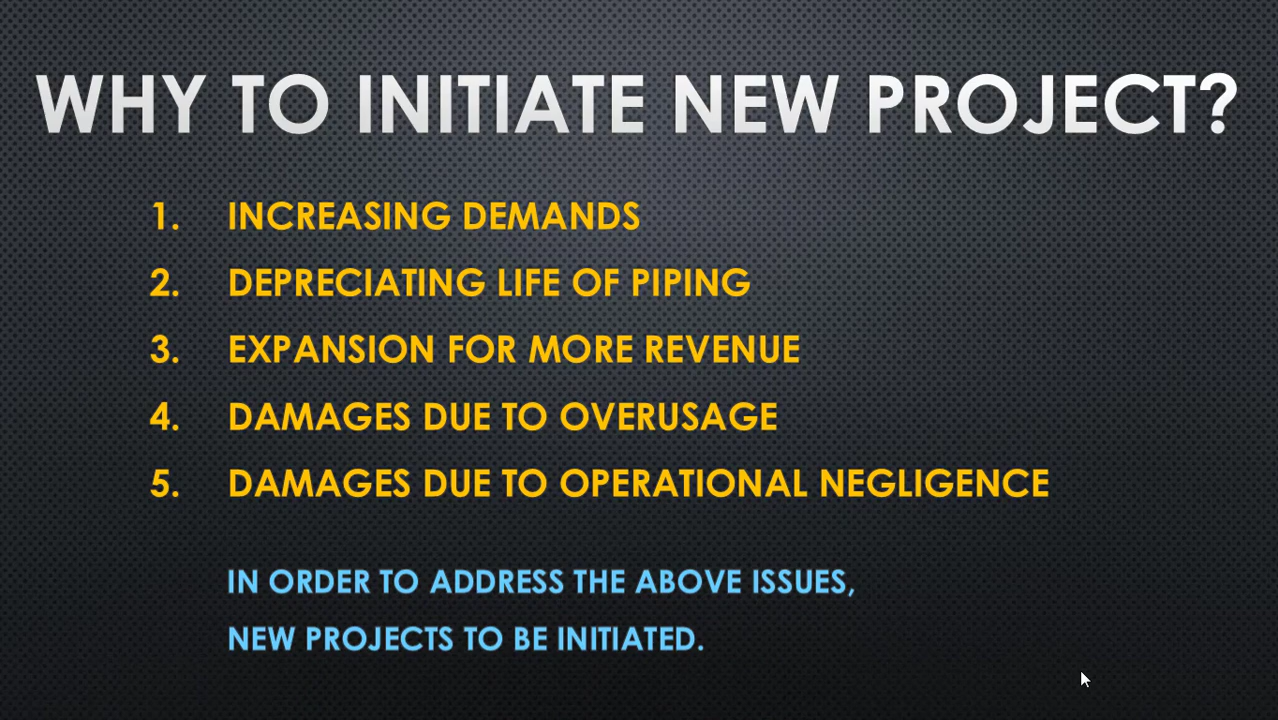 WHY TO INITIATE NEW PROJECT?
1. INCREASING DEMANDS
2. DEPRECIATING LIFE OF PIPING
3. EXPANSION FOR MORE REVENUE
4. DAMAGES DUE TO OVERUSAGE
5. DAMAGES DUE TO OPERATIONAL NEGLIGENCE
IN ORDER TO ADDRESS THE ABOVE ISSUES,
NEW PROJECTS TO BE INITIATED.